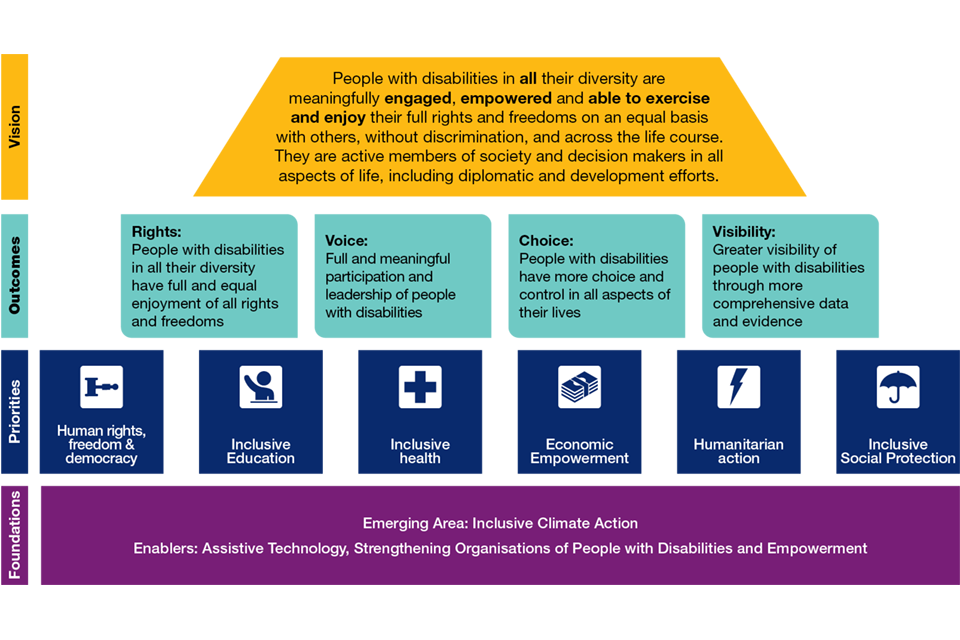 Vision
People with disabilities in all their diversity are
meaningfully engaged, empowered and able to exercise
and enjoy their full rights and freedoms on an equal basis
with others, without discrimination, and across the life course.
They are active members of society and decision makers in all
aspects of life, including diplomatic and development efforts.
Outcomes
Rights:
People with disabilities
in all their diversity
have full and equal
enjoyment of all rights
and freedoms
Voice:
Full and meaningful
participation and
leadership of people
with disabilities
Choice:
People with disabilities
have more choice and
control in all aspects of
their lives
Visibility:
Greater visibility of
people with disabilities
through more
comprehensive data
and evidence
Priorities
Human rights,
freedom &
democracy
Inclusive
Education
Inclusive
health
Economic
Empowerment
Humanitarian
action
Inclusive
Social Protection
Foundations
Emerging Area: Inclusive Climate Action
Enablers: Assistive Technology, Strengthening Organisations of People with Disabilities and Empowerment